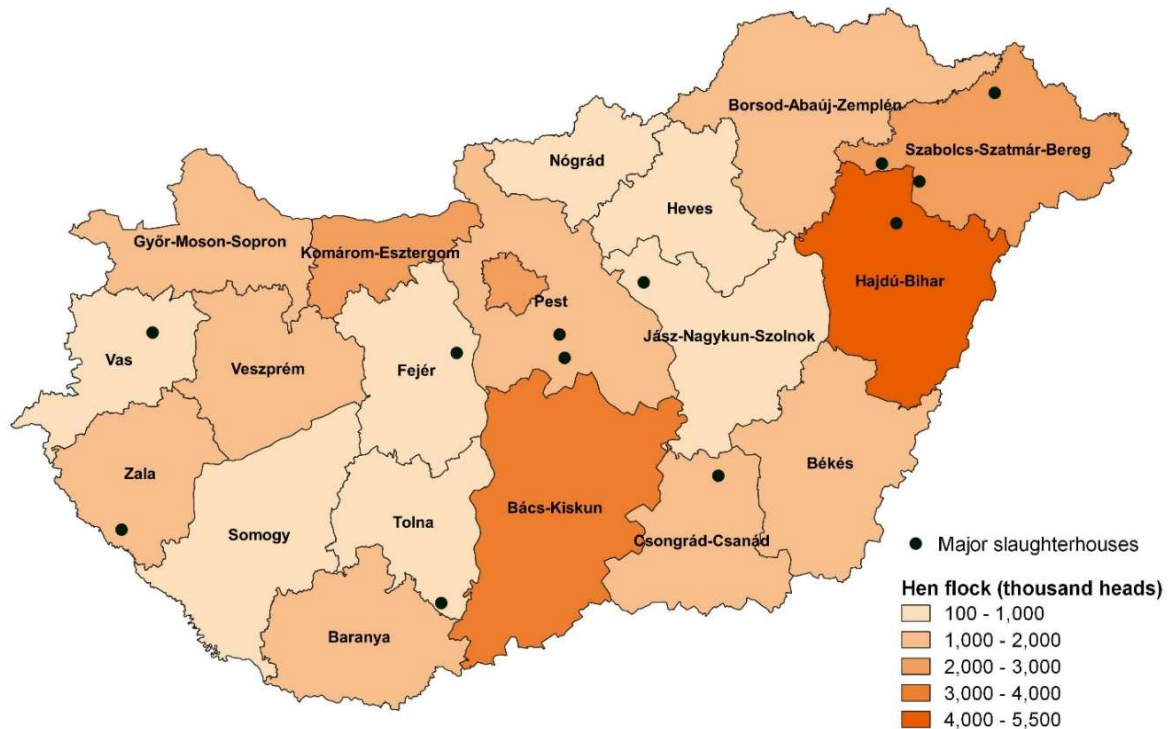 Borsod-Abaúj-Zemplén
Szabolcs-Szatmár-Bereg
Nógrád
Heves
Győr-Moson-Sopron
Komárom-Esztergom
Hajdú-Bihar
Pest
Jász-Nagykun-Szolnok
Vas
Veszprém
Fejér
Békés
Zala
Bács-Kiskun
Tolna
Somogy
Csongrád-Csanád
Baranya
Major slaughterhouses
Hen flock (thousand heads)
100 - 1,000
1,000 - 2,000
2,000 - 3,000
3,000 - 4,000
4,000 - 5,500